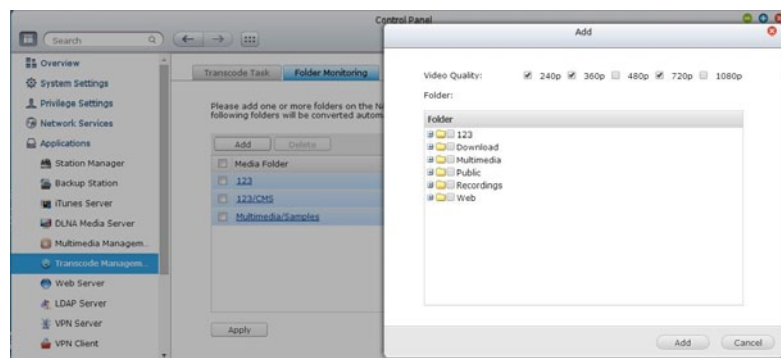 Control Panel
Search
Overview
System Settings
Privilege Settings
Network Services
Applications
Station Manager
Backup Station
iTunes Server
DLNA Media Server
Multimedia Managem...
Transcode Managem...
Web Server
LDAP Server
VPN Server
VPN Client
Transcode Task
Folder Monitoring
Please add one or more folders on the
following folders will be converted
Add
Delete
Media Folder
123
123/CMS
Multimedia/Samples
Apply
Add
Video Quality: 240p 360p 480p 720p 1080p
Folder:
Folder
123
Download
Multimedia
Public
Recordings
Web
Add
Cancel